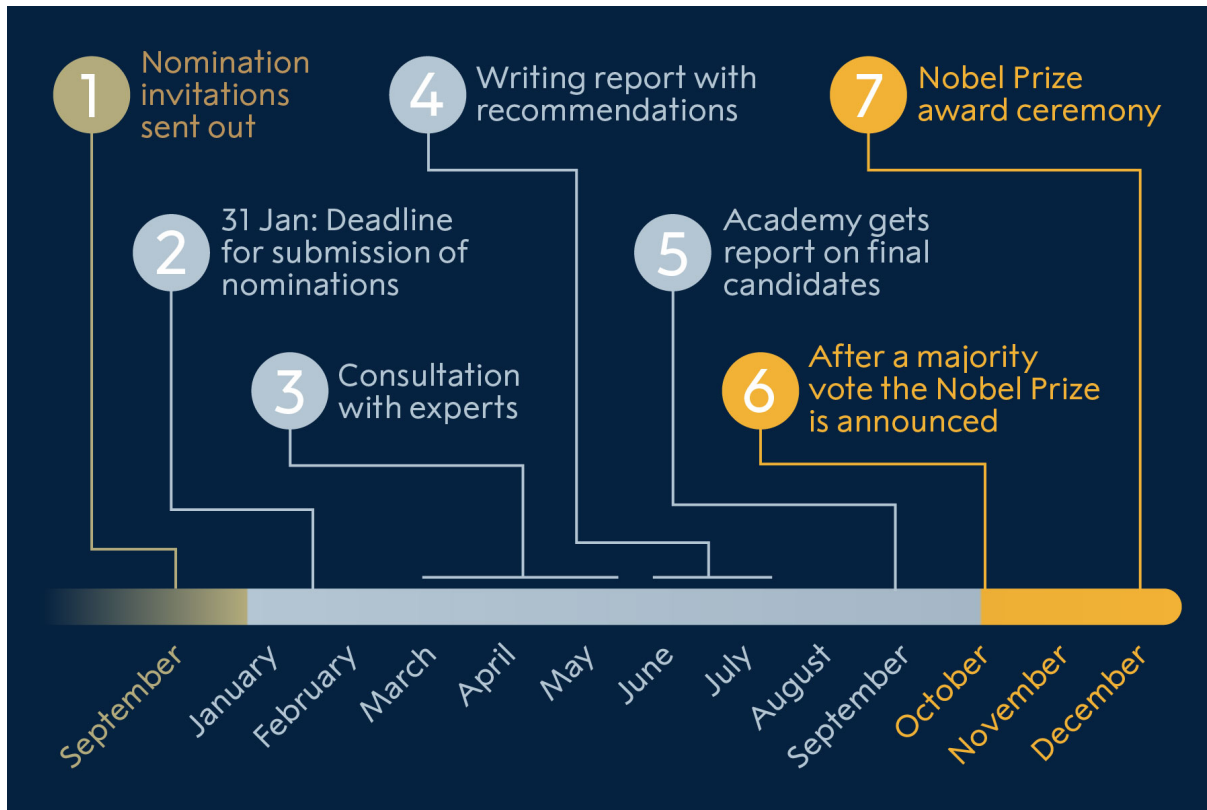 1
Nomination
invitations
sent out
2
31 Jan: Deadline
for submission of
nominations
3
Consultation
with experts
4
Writing report with
recommendations
5
Academy gets
report on final
candidates
6
After a majority
vote the Nobel Prize
is announced
7
Nobel Prize
award ceremony
September
January
February
March
April
May
June
July
August
September
October
November
December